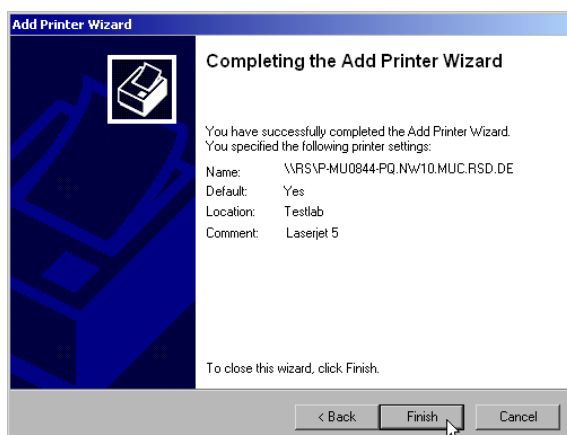 Add Printer Wizard
Completing the Add Printer Wizard
You have successfully completed the Add Printer Wizard.
You specified the following printer settings:
Name: \\RS\P-MU0844-PQ.NW10.MUC.RSD.DE
Default: Yes
Location: Testlab
Comment: Laserjet 5
To close this wizard, click Finish.
< Back Finish Cancel